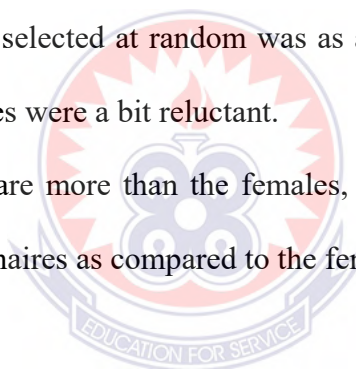 selected at random was as a
es were a bit reluctant.
are more than the females,
naires as compared to the fer
EDUCATION FOR SERVICE